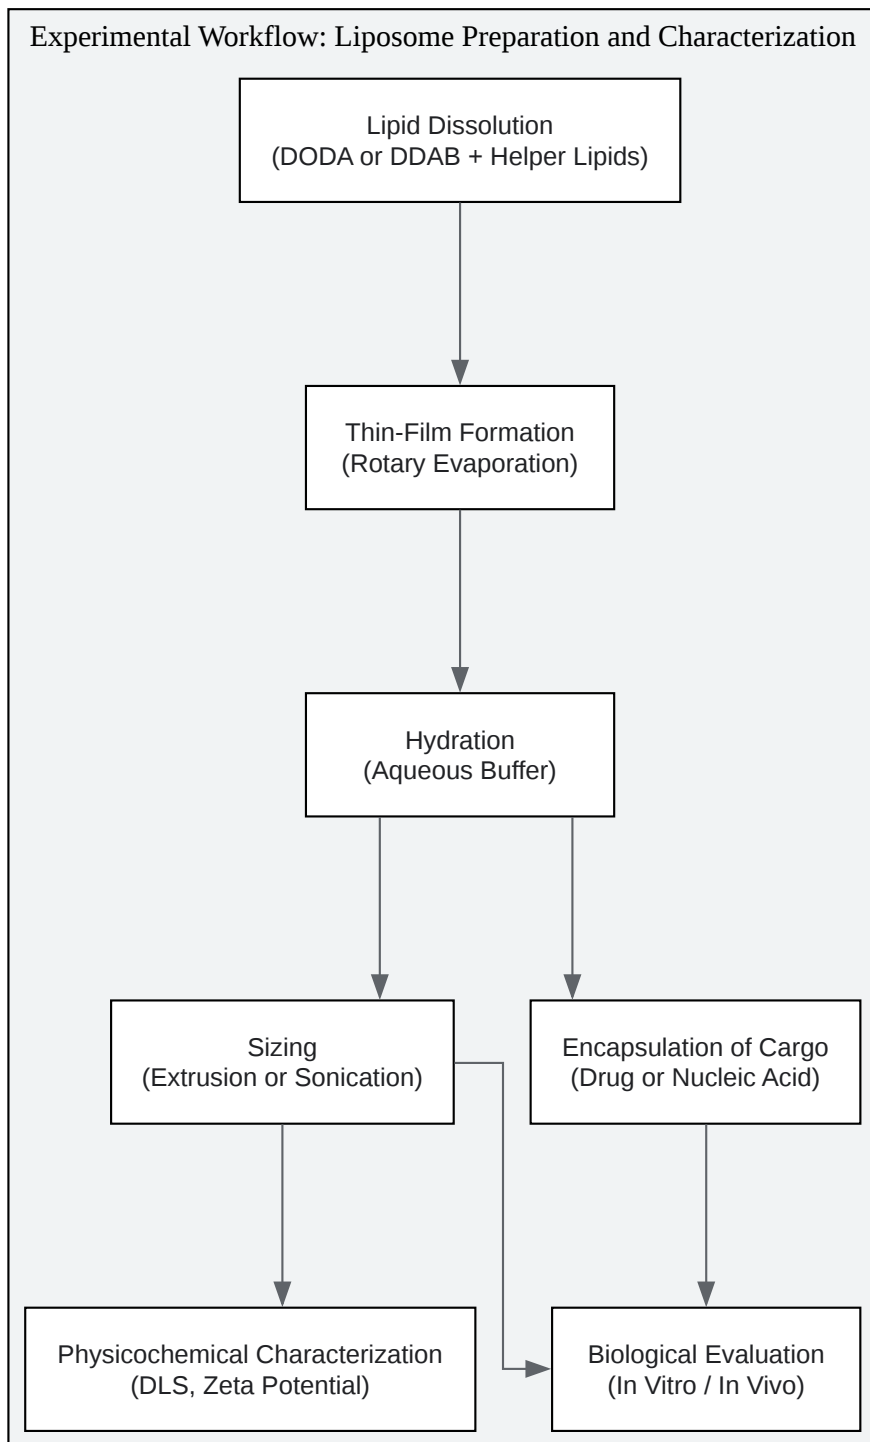 Experimental Workflow: Liposome Preparation and Characterization
Lipid Dissolution
(DODA or DDAB + Helper Lipids)
Thin-Film Formation
(Rotary Evaporation)
Hydration
(Aqueous Buffer)
Sizing
(Extrusion or Sonication)
Encapsulation of Cargo
(Drug or Nucleic Acid)
Physicochemical Characterization
(DLS, Zeta Potential)
Biological Evaluation
(In Vitro / In Vivo)